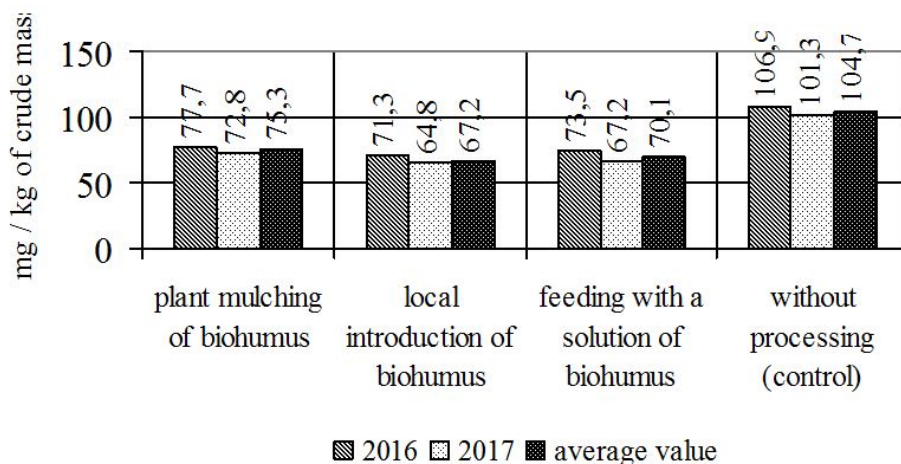 mg / kg of crude mas
150
100
50
0
77,7
72,8
75,3
71,3
64,8
67,2
73,5
67,2
70,1
106,9
101,3
104,7
plant mulching
of biohumus
local
introduction of
biohumus
feeding with a
solution of
biohumus
without
processing
(control)
2016
2017
average value